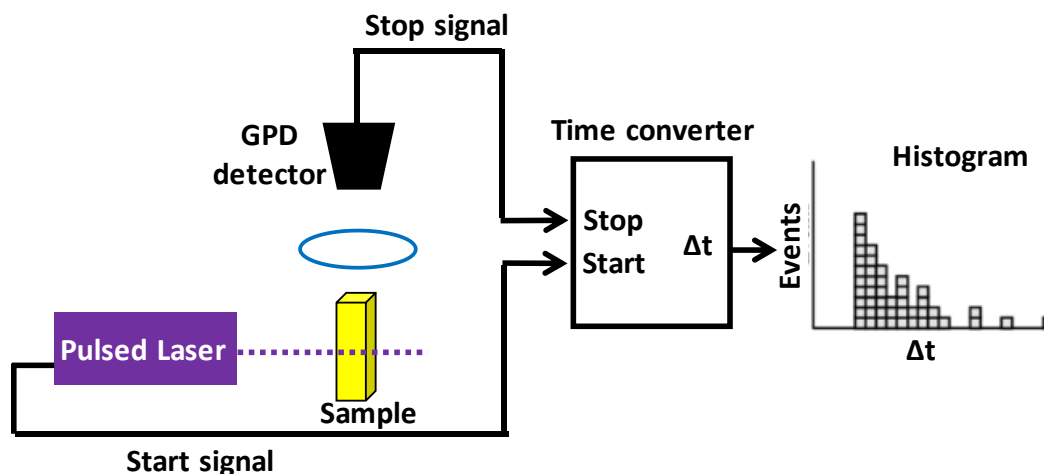 Stop signal
GPD
detector
Time converter
Histogram
Stop
Start
Δt
Events
Δt
Pulsed Laser
Sample
Start signal